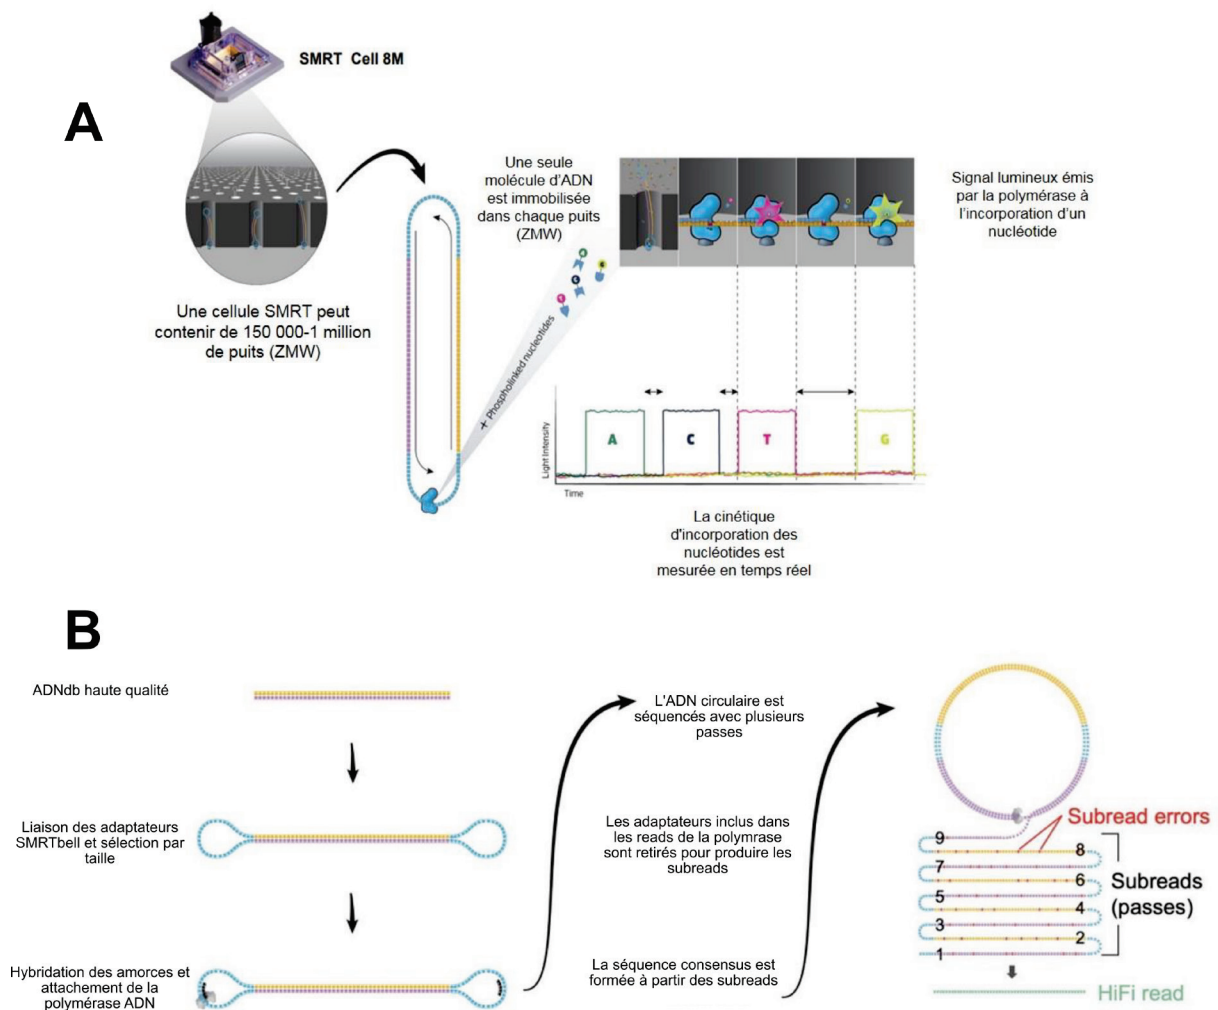 SMRT Cell 8M
A
Une seule
molécule d'ADN
est immobilisée
dans chaque puits
(ZMW)
Signal lumineux émis
par la polymérase à
l'incorporation d'un
nucléotide
Une cellule SMRT peut
contenir de 150 000-1 million
de puits (ZMW)
+ Phospholinked nucleotides
Light Intensity
A
C
T
G
Time
La cinétique
d'incorporation des
nucléotides est
mesurée en temps réel
B
ADNdb haute qualité
Liaison des adaptateurs
SMRTbell et sélection par
taille
Hybridation des amorces et
attachement de la
polymérase ADN
L'ADN circulaire est
séquencés avec plusieurs
passes
Les adaptateurs inclus dans
les reads de la polymrase
sont retirés pour produire les
subreads
La séquence consensus est
formée à partir des subreads
Subread errors
9
8
7
6
5
4
3
2
1
Subreads
(passes)
HiFi read